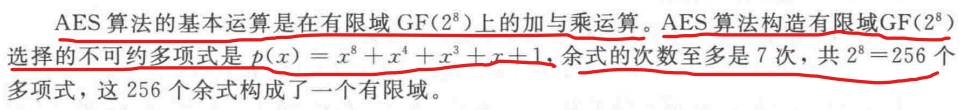 AES 算法的基本运算是在有限域 GF(2⁸)上的加与乘运算。AES 算法构造有限域GF(2⁸)
选择的不可约多项式是 p(x) = x⁸+x⁴+x³+x+1, 余式的次数至多是 7 次，共 2⁸=256 个
多项式，这 256 个余式构成了一个有限域。